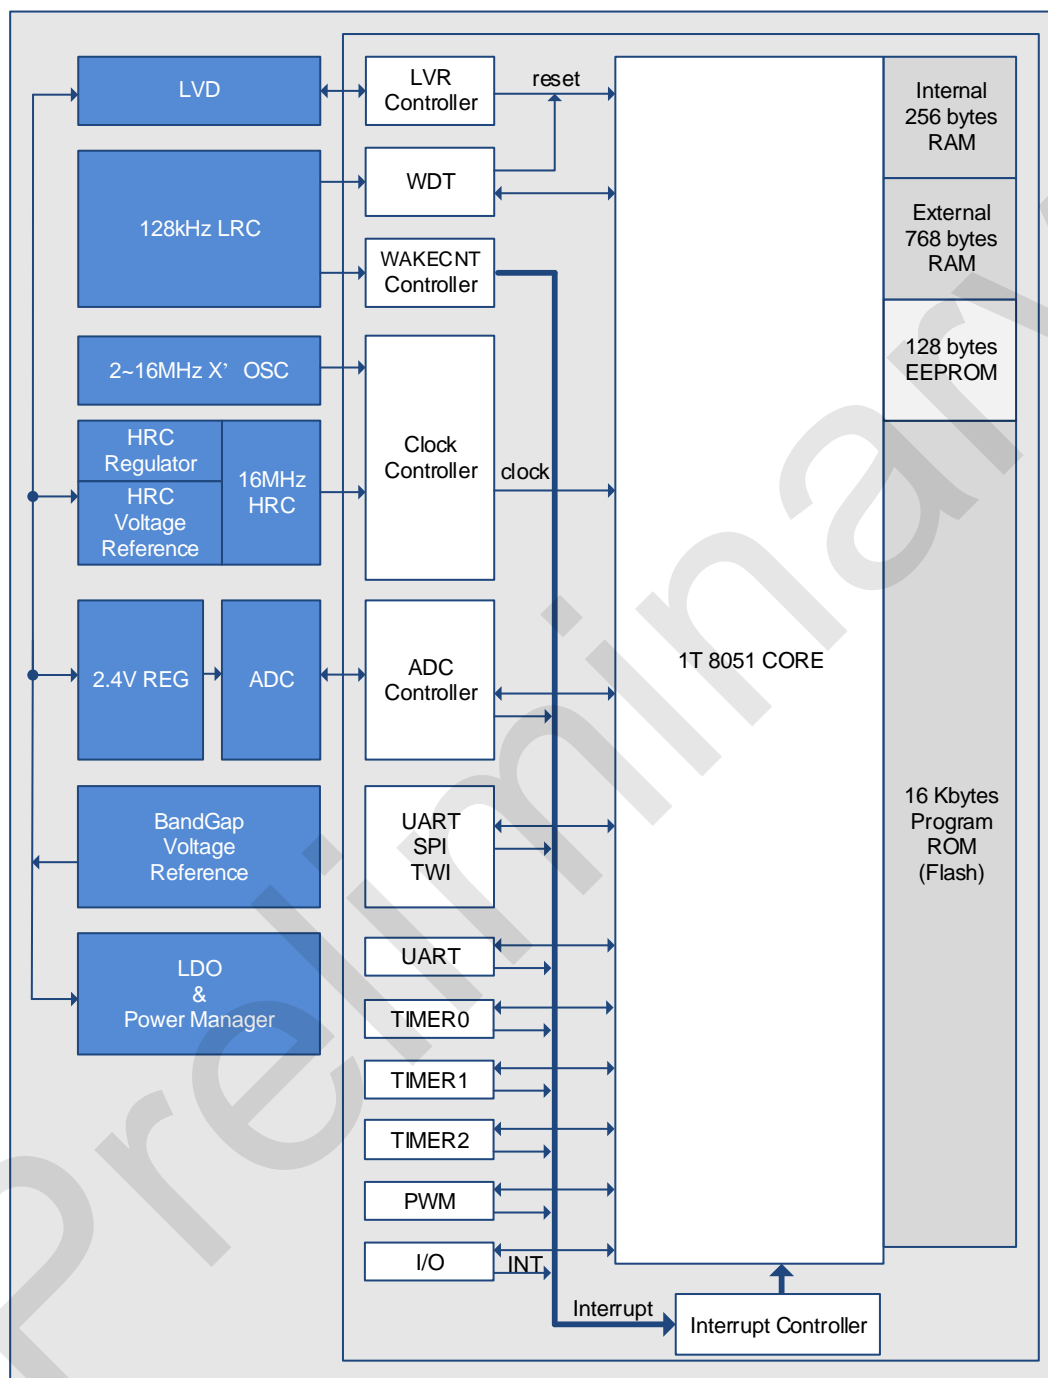 LVD
LVR
Controller
reset
Internal
256 bytes
RAM
128kHz LRC
WDT
WAKECNT
Controller
External
768 bytes
RAM
2~16MHz X’ OSC
128 bytes
EEPROM
HRC
Regulator
HRC
Voltage
Reference
16MHz
HRC
Clock
Controller
clock
2.4V REG
ADC
ADC
Controller
1T 8051 CORE
BandGap
Voltage
Reference
UART
SPI
TWI
16 Kbytes
Program
ROM
(Flash)
LDO
&
Power Manager
UART
TIMER0
TIMER1
TIMER2
PWM
I/O
INT
Interrupt
Interrupt Controller
Preliminary